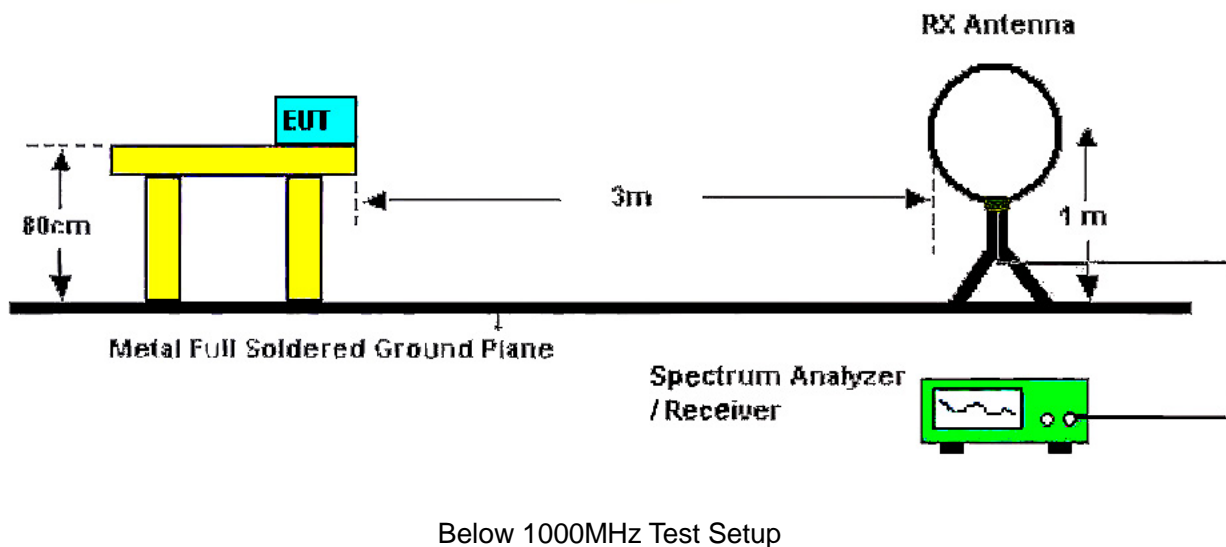 RX Antenna
EUT
80cm
3m
1 m
Metal Full Soldered Ground Plane
Spectrum Analyzer
/ Receiver
Below 1000MHz Test Setup